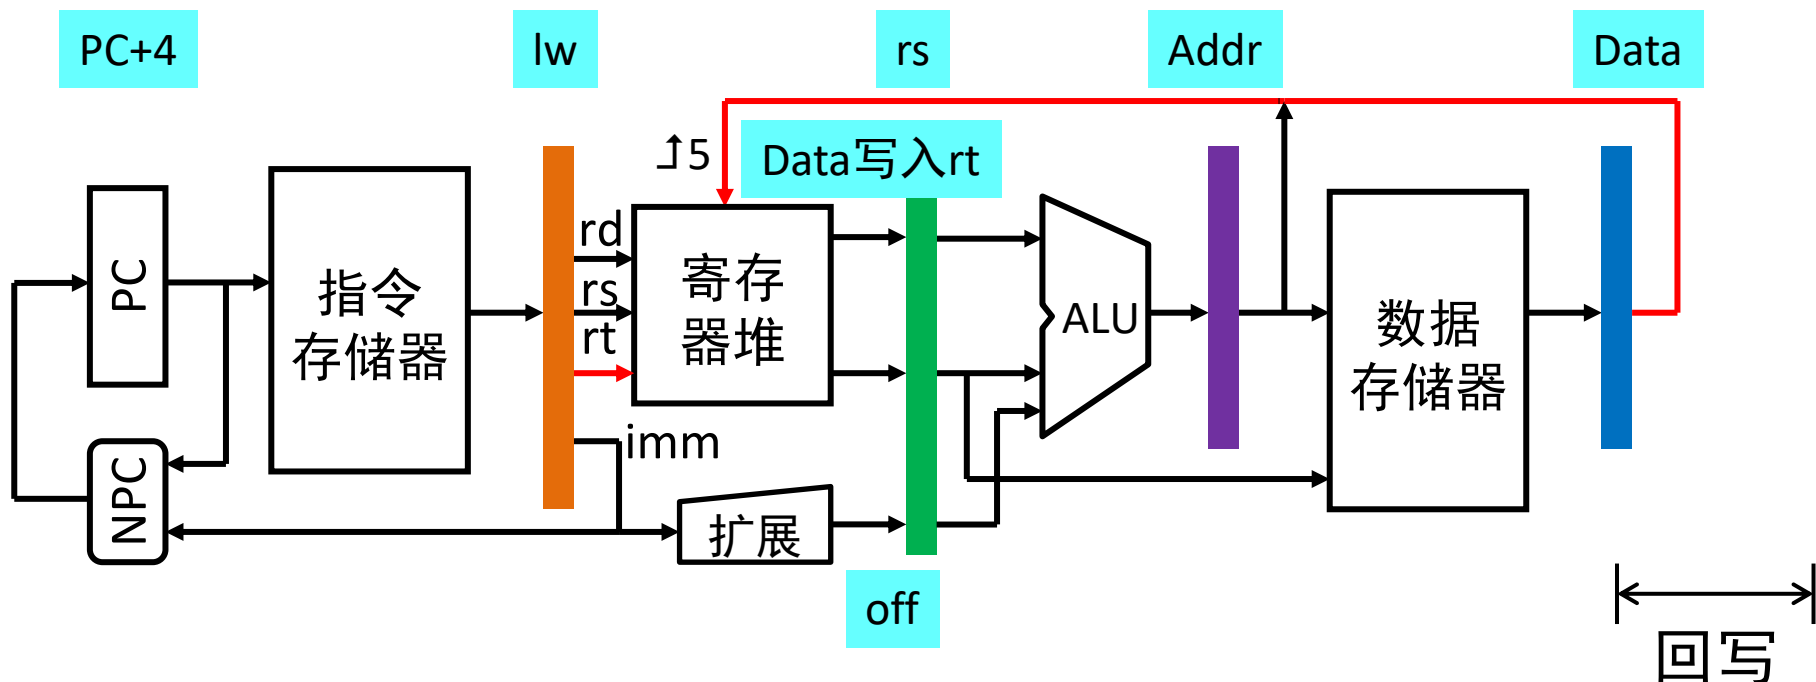 PC+4
lw
rs
Addr
Data
5
Data写入rt
PC
指令
存储器
rd
rs
rt
imm
寄存
器堆
ALU
数据
存储器
NPC
扩展
off
回写